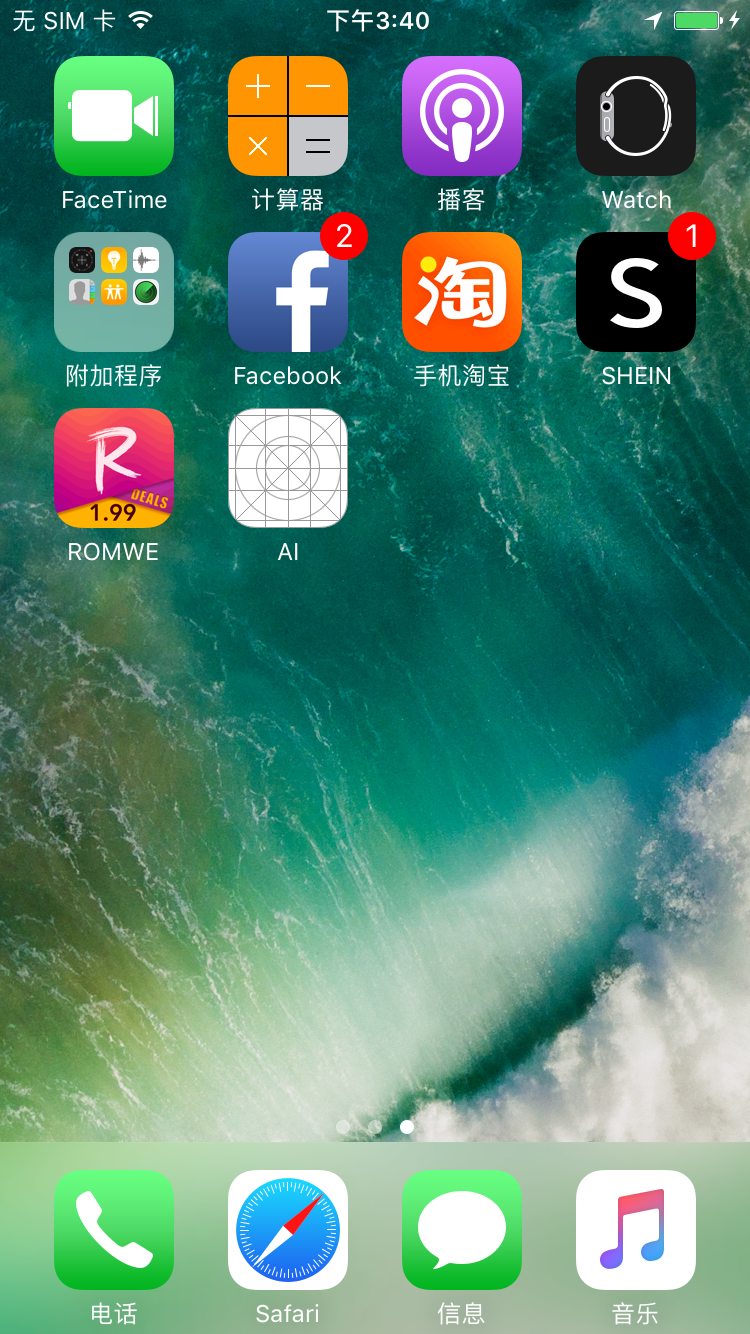 无 SIM 卡
下午3:40
FaceTime
计算器
播客
Watch
2
淘
S
1
附加程序
Facebook
手机淘宝
SHEIN
R
DEALS
1.99
ROMWE
AI
电话
Safari
信息
音乐